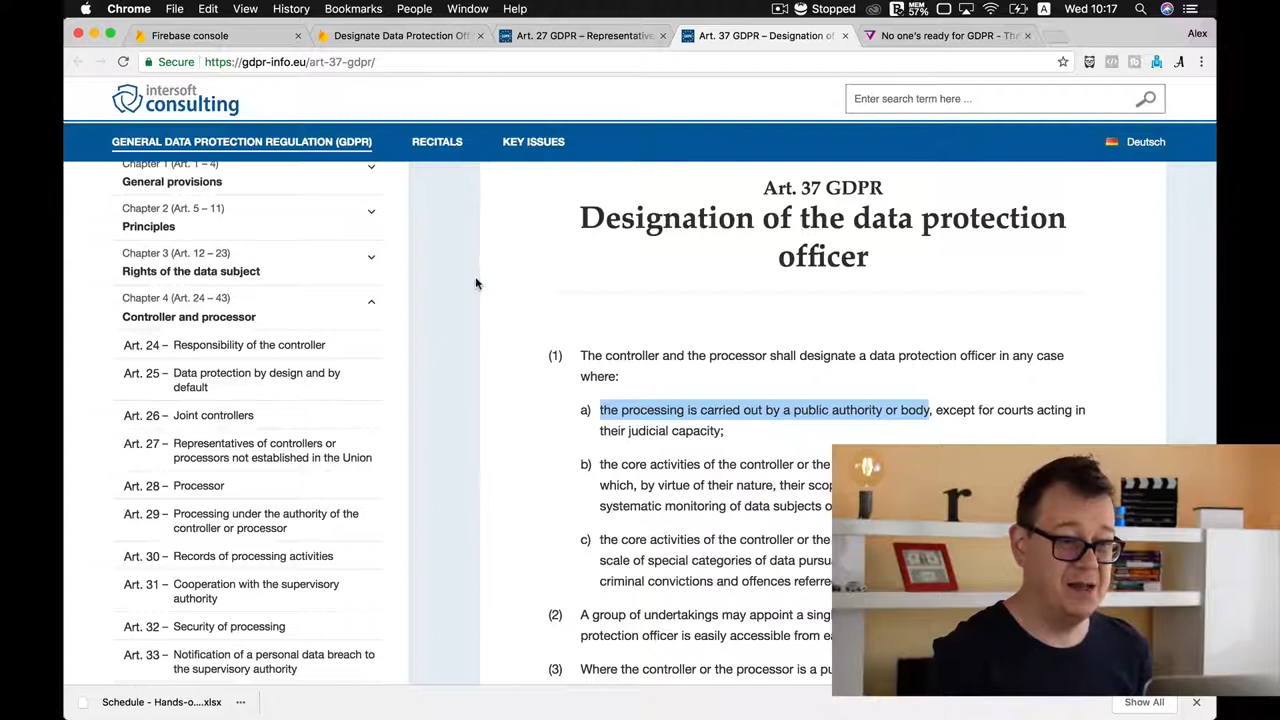 Chrome File Edit View History Bookmarks People Window Help
Stopped MEM 57% A Wed 10:17
Firebase console
Designate Data Protection Off
Art. 27 GDPR – Representative
Art. 37 GDPR – Designation of
No one's ready for GDPR - The
Alex
Secure https://gdpr-info.eu/art-37-gdpr/
intersoft
consulting
Enter search term here ...
GENERAL DATA PROTECTION REGULATION (GDPR) RECITALS KEY ISSUES Deutsch
Chapter 1 (Art. 1 – 4)
General provisions
Chapter 2 (Art. 5 – 11)
Principles
Chapter 3 (Art. 12 – 23)
Rights of the data subject
Chapter 4 (Art. 24 – 43)
Controller and processor
Art. 24 – Responsibility of the controller
Art. 25 – Data protection by design and by
default
Art. 26 – Joint controllers
Art. 27 – Representatives of controllers or
processors not established in the Union
Art. 28 – Processor
Art. 29 – Processing under the authority of the
controller or processor
Art. 30 – Records of processing activities
Art. 31 – Cooperation with the supervisory
authority
Art. 32 – Security of processing
Art. 33 – Notification of a personal data breach to
the supervisory authority
Art. 37 GDPR
Designation of the data protection
officer
(1) The controller and the processor shall designate a data protection officer in any case
where:
a) the processing is carried out by a public authority or body, except for courts acting in
their judicial capacity;
b) the core activities of the controller or the
which, by virtue of their nature, their scop
systematic monitoring of data subjects o
c) the core activities of the controller or the
scale of special categories of data pursua
criminal convictions and offences referre
(2) A group of undertakings may appoint a singl
protection officer is easily accessible from ea
(3) Where the controller or the processor is a pu
Schedule - Hands-o....xlsx
Show All